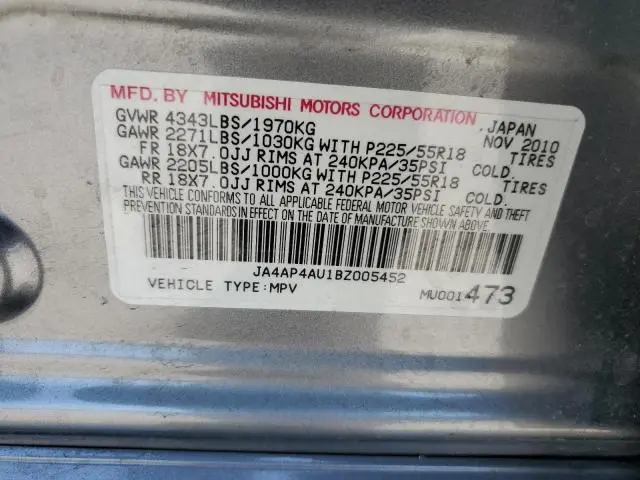 MFD. BY MITSUBISHI MOTORS CORPORATION, JAPAN
GVWR 4343LBS/1970KG NOV 2010
GAWR 2271LBS/1030KG WITH P225/55R18 TIRES
FR 18X7.0JJ RIMS AT 240KPA/35PSI COLD.
GAWR 2205LBS/1000KG WITH P225/55R18 TIRES
RR 18X7.0JJ RIMS AT 240KPA/35PSI COLD.
THIS VEHICLE CONFORMS TO ALL APPLICABLE FEDERAL MOTOR VEHICLE SAFETY AND THEFT
PREVENTION STANDARDS IN EFFECT ON THE DATE OF MANUFACTURE SHOWN ABOVE.
JA4AP4AU1BZ005452
VEHICLE TYPE:MPV MU001473